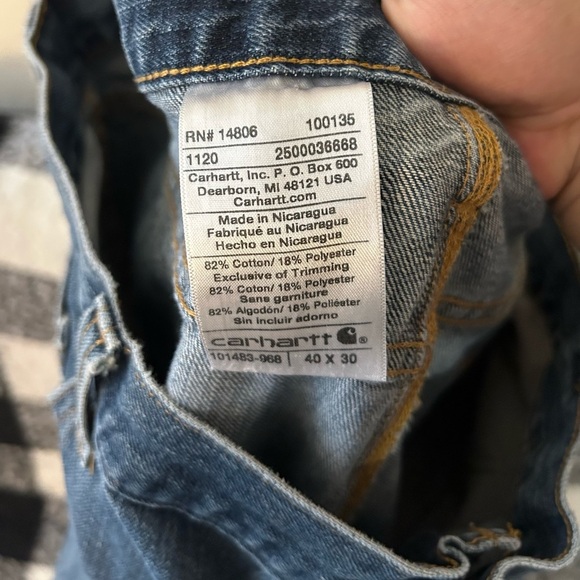 RN# 14806 100135
1120 2500036668
Carhartt, Inc. P. O. Box 600
Dearborn, MI 48121 USA
Carhartt.com
Made in Nicaragua
Fabriqué au Nicaragua
Hecho en Nicaragua
82% Cotton/ 18% Polyester
Exclusive of Trimming
82% Coton/ 18% Polyester
Sans garniture
82% Algodón/ 18% Poliéster
Sin incluir adorno
carhartt ®
101483-968 40 X 30